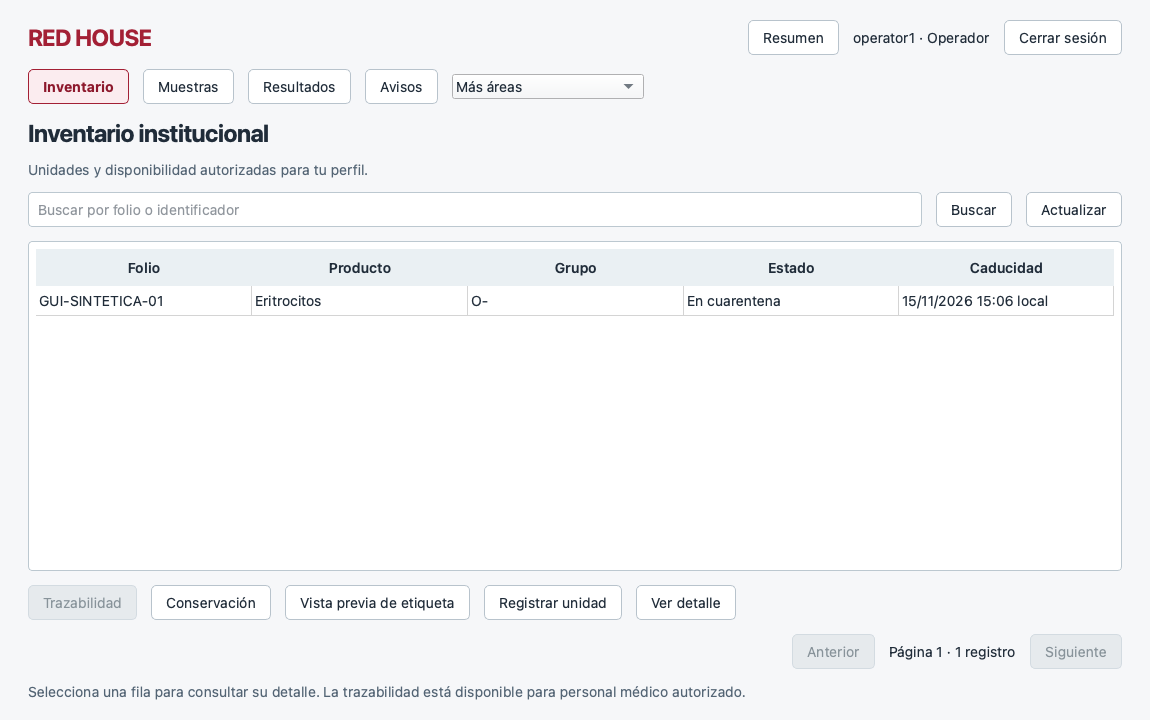 RED HOUSE
Resumen
operator1 · Operador
Cerrar sesión
Inventario
Muestras
Resultados
Avisos
Más áreas
Inventario institucional
Unidades y disponibilidad autorizadas para tu perfil.
Buscar por folio o identificador
Buscar
Actualizar
Folio Producto Grupo Estado Caducidad
GUI-SINTETICA-01 Eritrocitos O- En cuarentena 15/11/2026 15:06 local
Trazabilidad
Conservación
Vista previa de etiqueta
Registrar unidad
Ver detalle
Anterior
Página 1 · 1 registro
Siguiente
Selecciona una fila para consultar su detalle. La trazabilidad está disponible para personal médico autorizado.